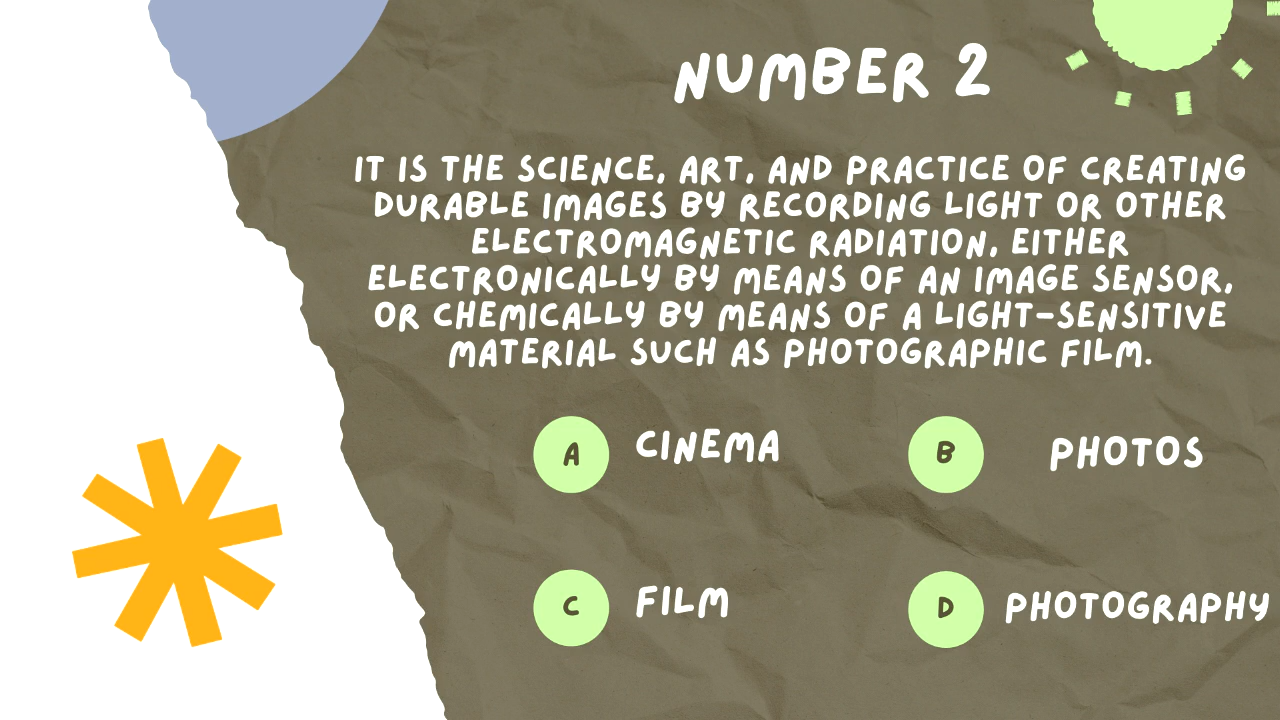 NUMBER 2
IT IS THE SCIENCE, ART, AND PRACTICE OF CREATING
DURABLE IMAGES BY RECORDING LIGHT OR OTHER
ELECTROMAGNETIC RADIATION, EITHER
ELECTRONICALLY BY MEANS OF AN IMAGE SENSOR,
OR CHEMICALLY BY MEANS OF A LIGHT-SENSITIVE
MATERIAL SUCH AS PHOTOGRAPHIC FILM.
A CINEMA
B PHOTOS
C FILM
D PHOTOGRAPHY